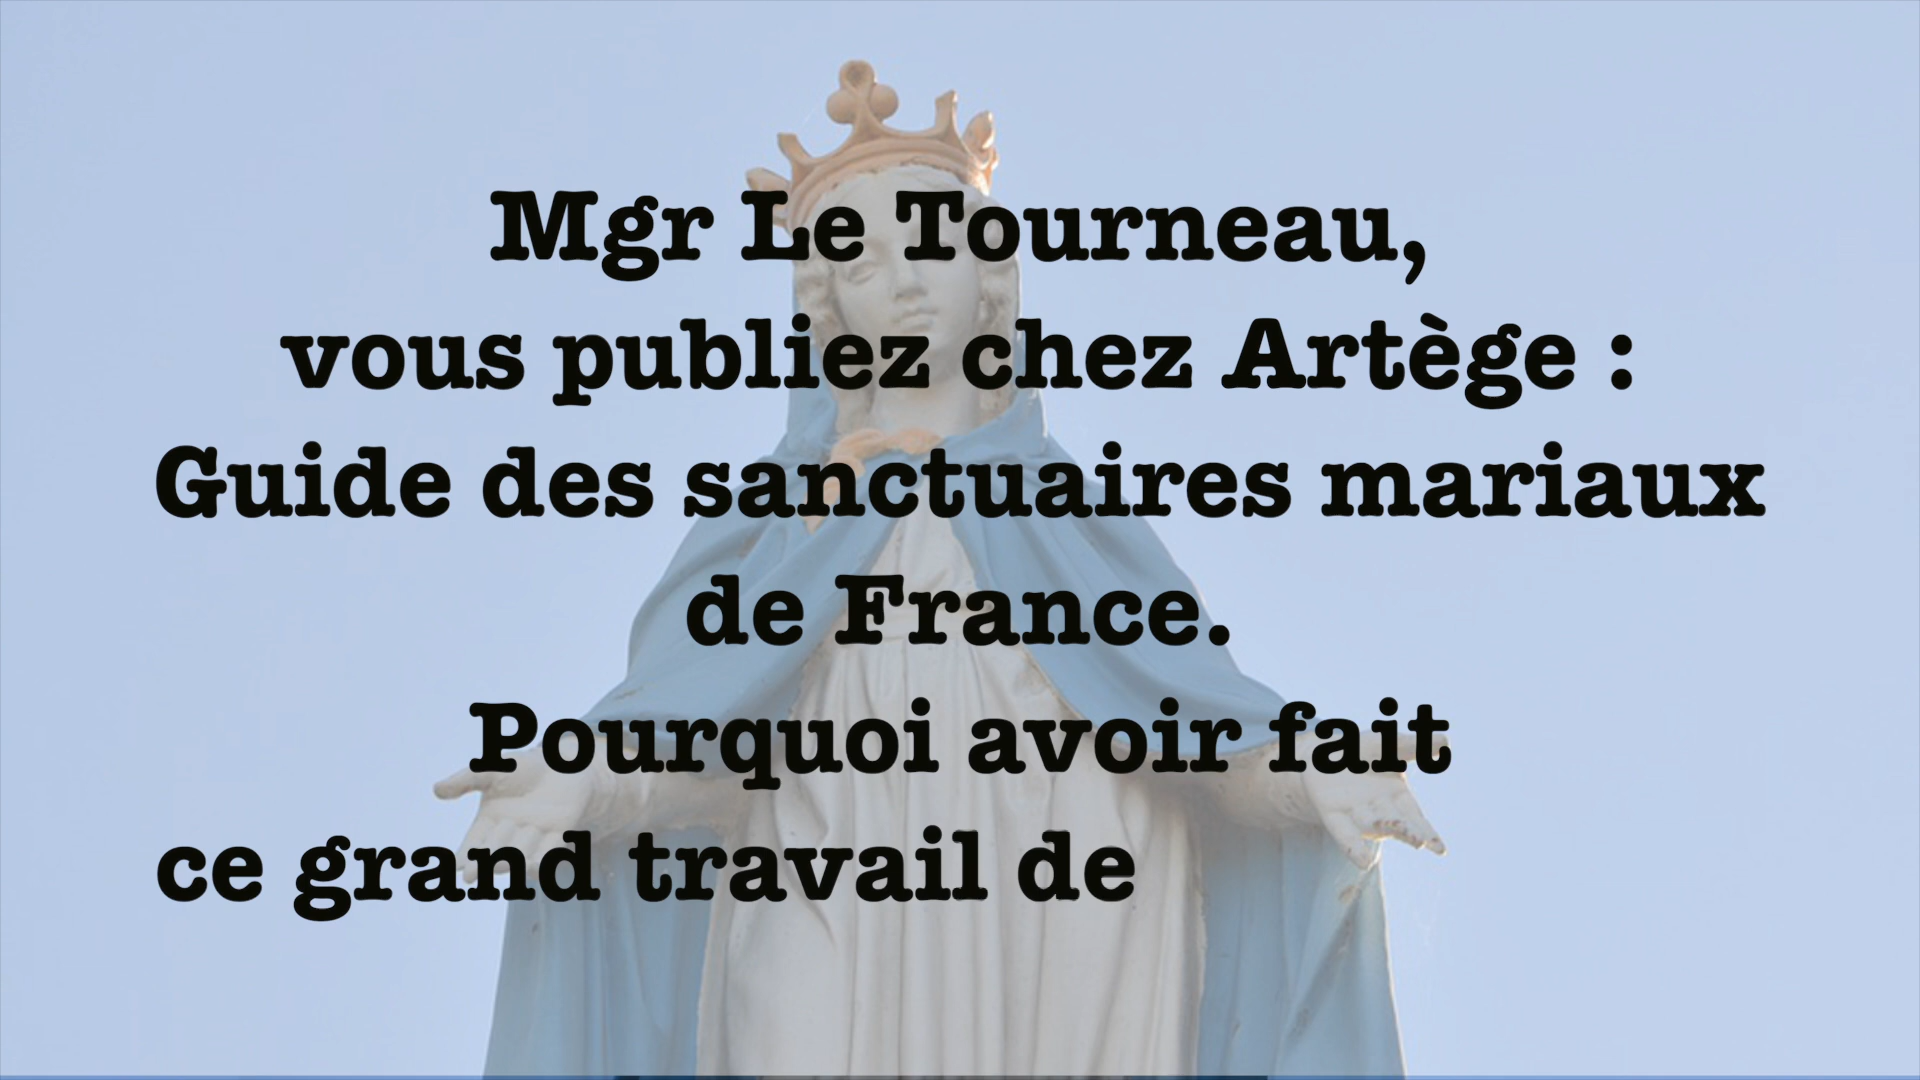 Mgr Le Tourneau,
vous publiez chez Artège :
Guide des sanctuaires mariaux
de France.
Pourquoi avoir fait
ce grand travail de